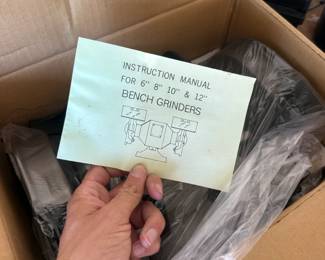 INSTRUCTION MANUAL
FOR 6" 8" 10" & 12"
BENCH GRINDERS